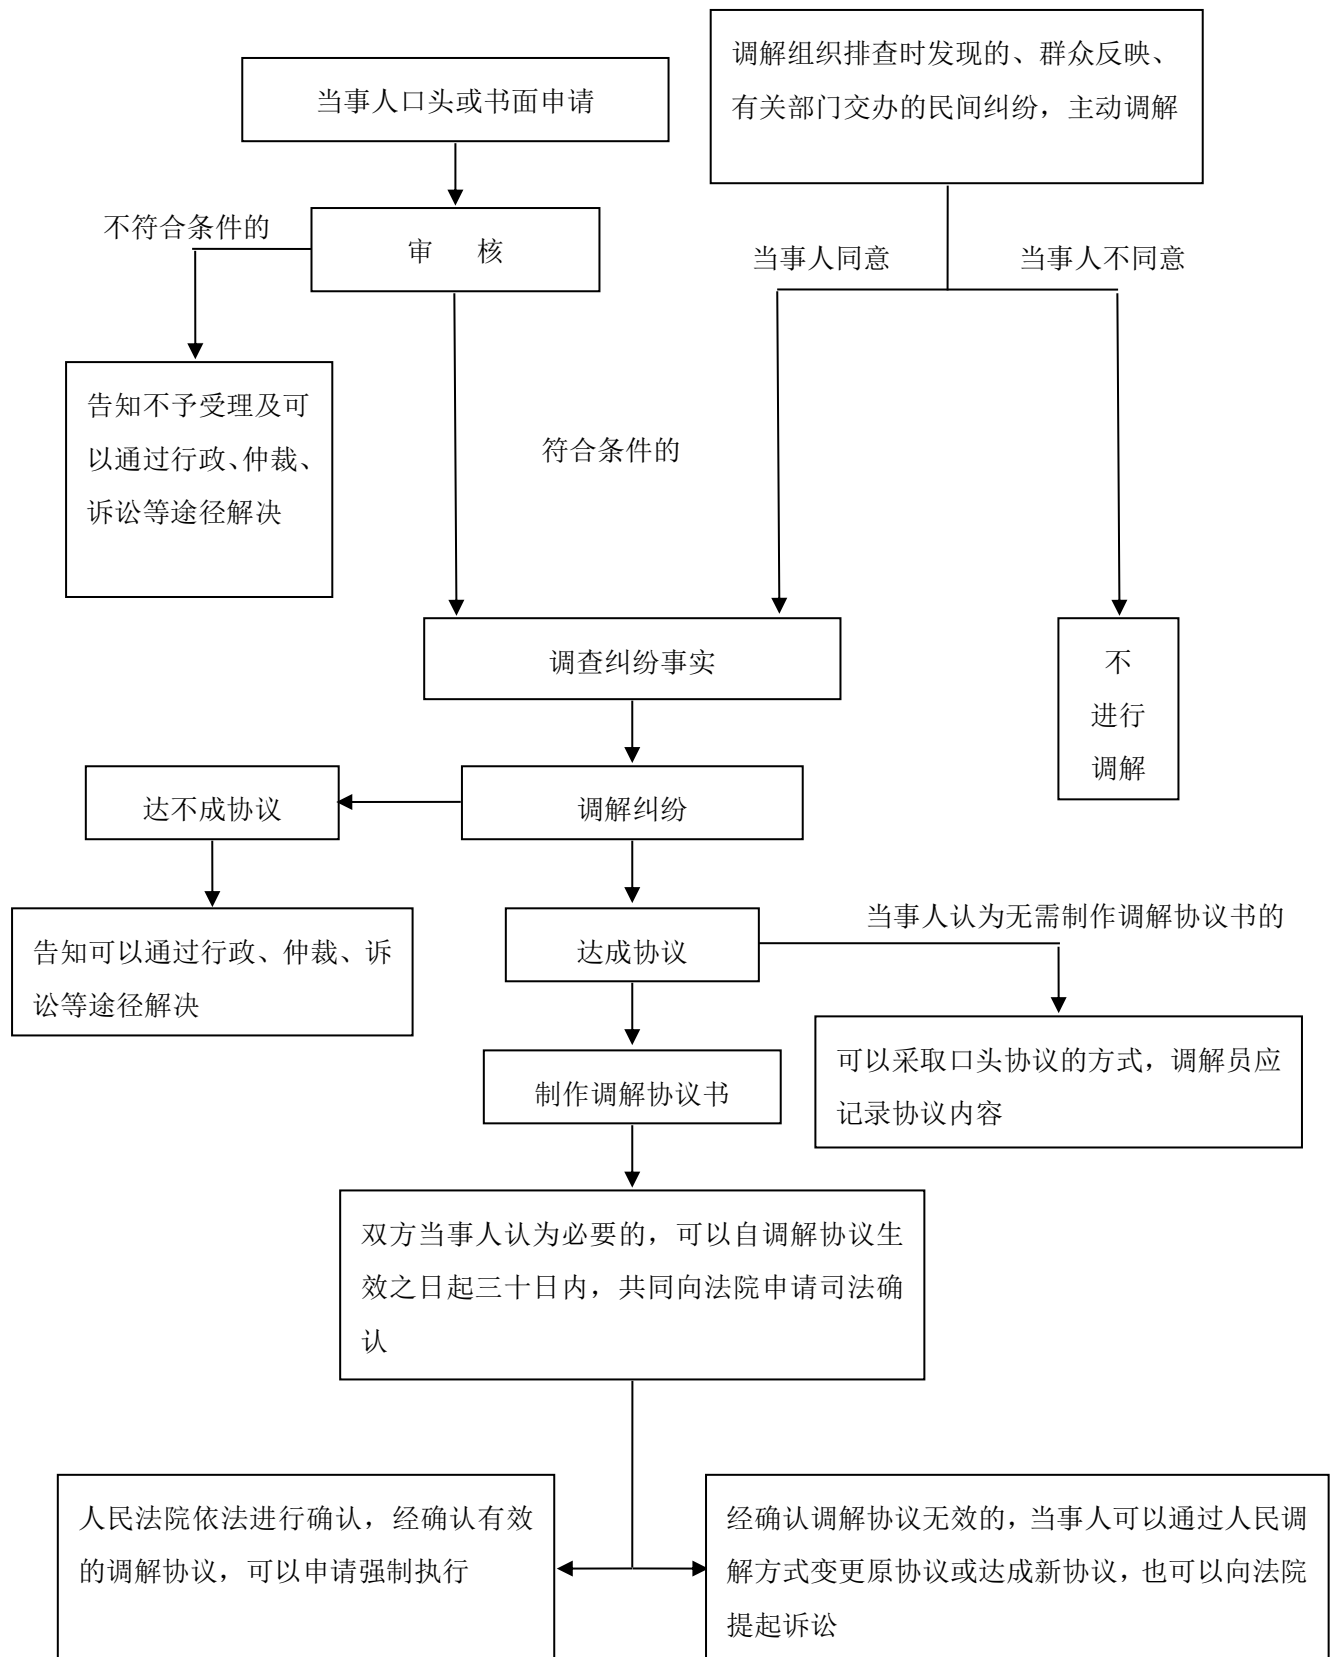 当事人口头或书面申请
调解组织排查时发现的、群众反映、
有关部门交办的民间纠纷，主动调解
不符合条件的
审 核
当事人同意
当事人不同意
告知不予受理及可
以通过行政、仲裁、
诉讼等途径解决
符合条件的
调查纠纷事实
不
进行
调解
达不成协议
调解纠纷
告知可以通过行政、仲裁、诉
讼等途径解决
达成协议
当事人认为无需制作调解协议书的
可以采取口头协议的方式，调解员应
记录协议内容
制作调解协议书
双方当事人认为必要的，可以自调解协议生
效之日起三十日内，共同向法院申请司法确
认
人民法院依法进行确认，经确认有效
的调解协议，可以申请强制执行
经确认调解协议无效的，当事人可以通过人民调
解方式变更原协议或达成新协议，也可以向法院
提起诉讼